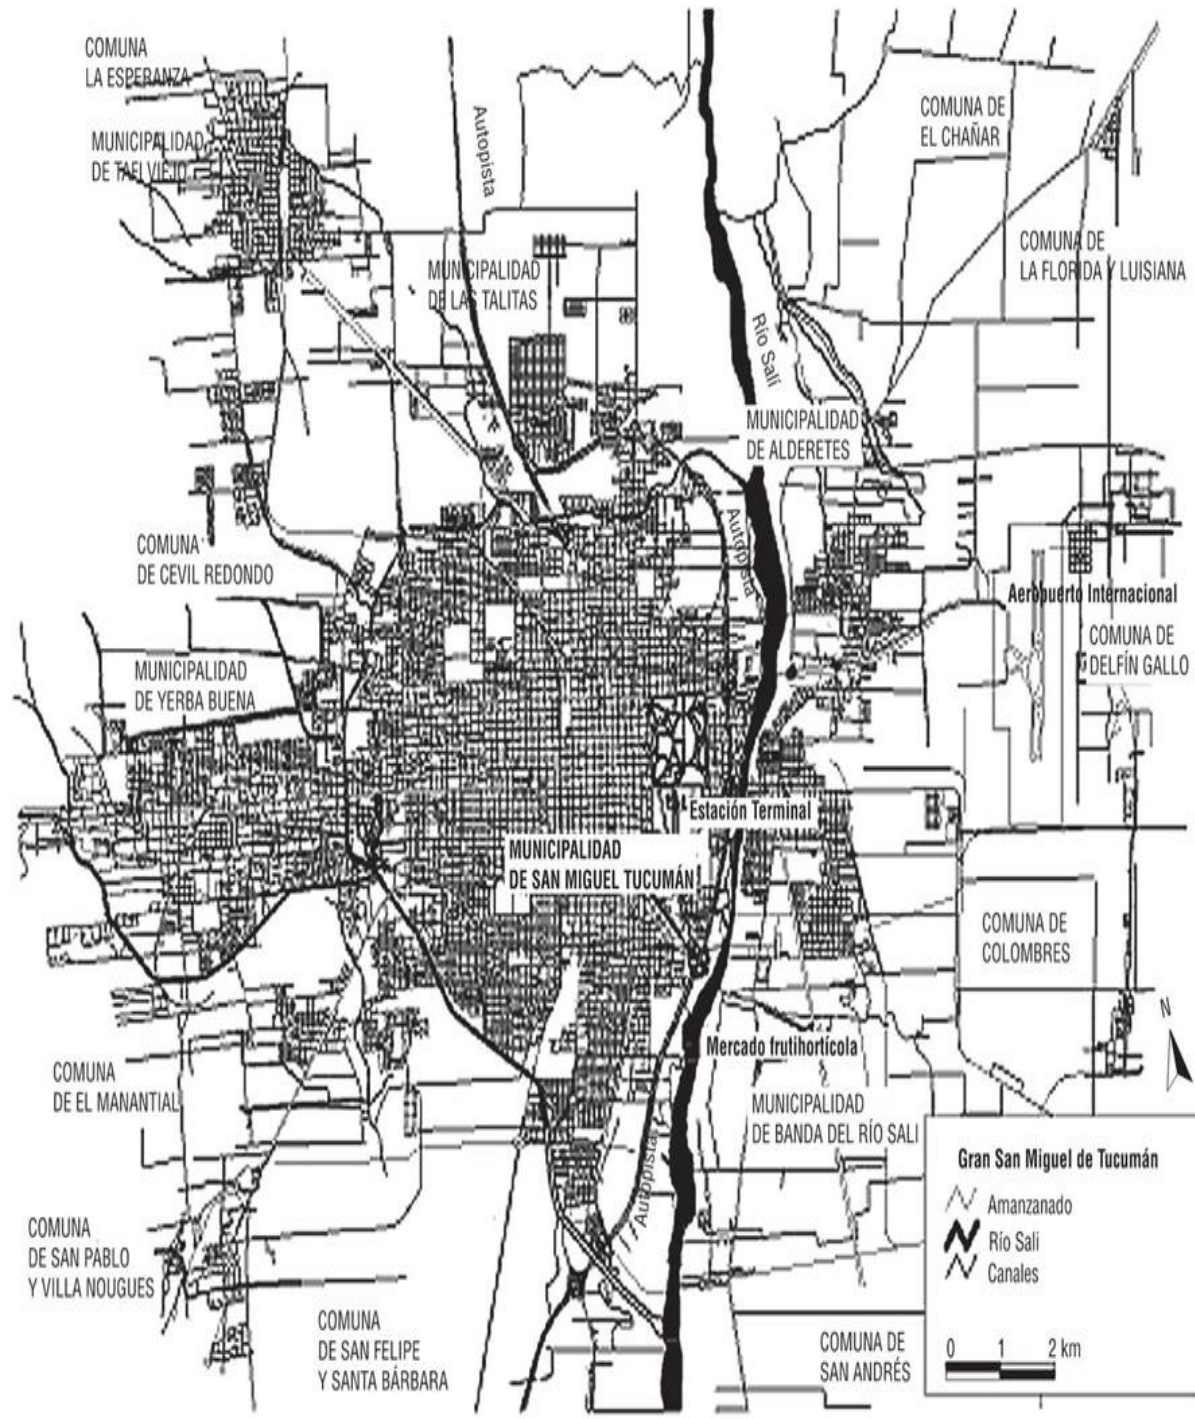 COMUNA
LA ESPERANZA
MUNICIPALIDAD
DE TAFI VIEJO
Autopista
COMUNA DE
EL CHAÑAR
COMUNA DE
LA FLORIDA Y LUISIANA
MUNICIPALIDAD
DE LAS TALITAS
Río Salí
MUNICIPALIDAD
DE ALDERETES
Autopista
COMUNA
DE CEVIL REDONDO
Aeropuerto Internacional
COMUNA DE
DELFÍN GALLO
MUNICIPALIDAD
DE YERBA BUENA
Estación Terminal
MUNICIPALIDAD
DE SAN MIGUEL TUCUMÁN
COMUNA DE
COLOMBRES
N
Mercado frutihortícola
COMUNA
DE EL MANANTIAL
MUNICIPALIDAD
DE BANDA DEL RÍO SALI
Autopista
COMUNA
DE SAN PABLO
Y VILLA NOUGUES
COMUNA
DE SAN FELIPE
Y SANTA BÁRBARA
COMUNA DE
SAN ANDRÉS
Gran San Miguel de Tucumán
Amanzanado
Río Sali
Canales
0 1 2 km